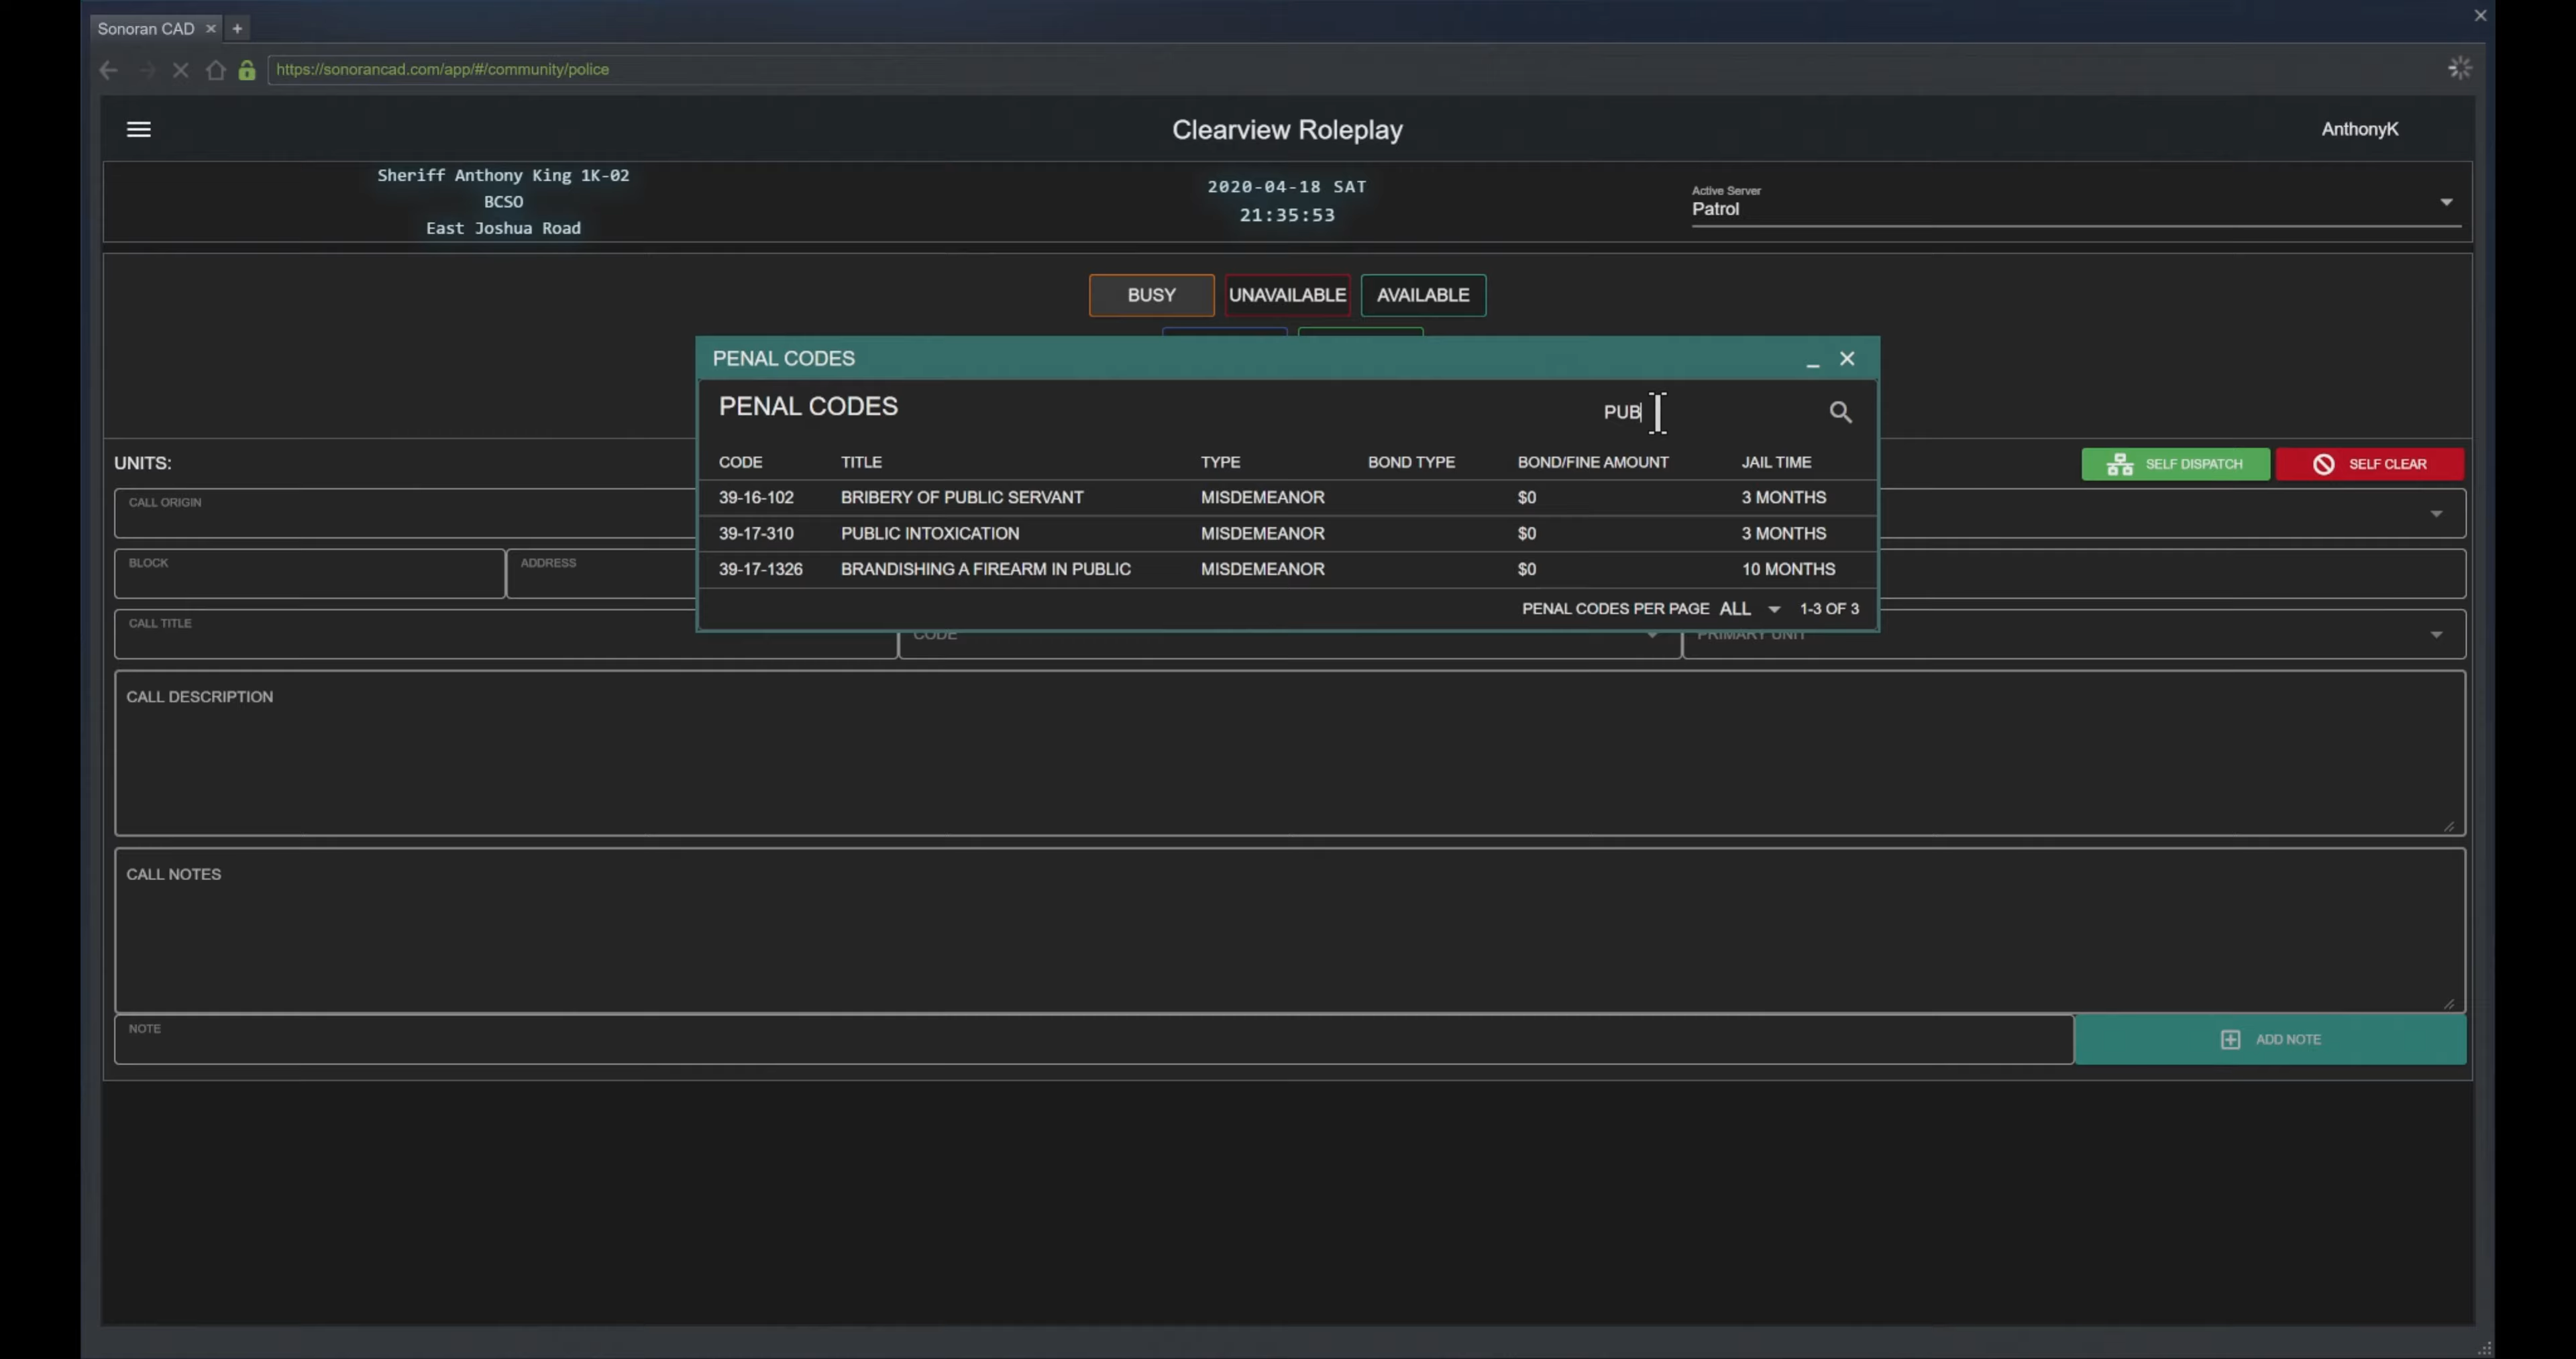 Sonoran CAD
https://sonorancad.com/app/#/community/police
Clearview Roleplay
AnthonyK
Sheriff Anthony King 1K-02
BCSO
East Joshua Road
2020-04-18 SAT
21:35:53
Active Server
Patrol
BUSY UNAVAILABLE AVAILABLE
PENAL CODES
PENAL CODES
PUB
CODE TITLE TYPE BOND TYPE BOND/FINE AMOUNT JAIL TIME
39-16-102 BRIBERY OF PUBLIC SERVANT MISDEMEANOR $0 3 MONTHS
39-17-310 PUBLIC INTOXICATION MISDEMEANOR $0 3 MONTHS
39-17-1326 BRANDISHING A FIREARM IN PUBLIC MISDEMEANOR $0 10 MONTHS
PENAL CODES PER PAGE ALL 1-3 OF 3
UNITS:
SELF DISPATCH SELF CLEAR
CALL ORIGIN
BLOCK ADDRESS
CALL TITLE CODE PRIMARY UNIT
CALL DESCRIPTION
CALL NOTES
NOTE
ADD NOTE